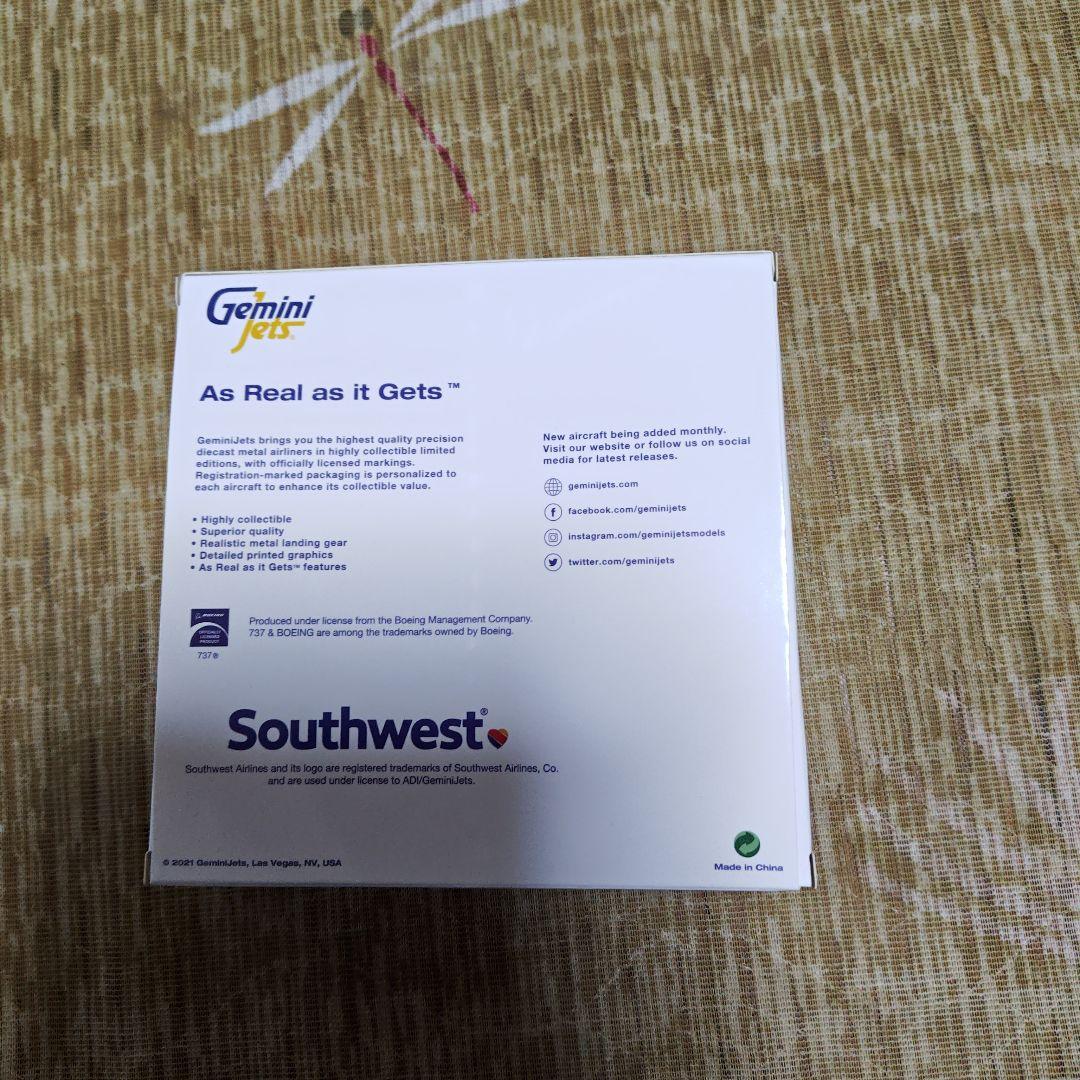 Gemini
Jets
As Real as it Gets™
GeminiJets brings you the highest quality precision
diecast metal airliners in highly collectible limited
editions, with officially licensed markings.
Registration-marked packaging is personalized to
each aircraft to enhance its collectible value.
• Highly collectible
• Superior quality
• Realistic metal landing gear
• Detailed printed graphics
• As Real as it Gets™ features
New aircraft being added monthly.
Visit our website or follow us on social
media for latest releases.
geminijets.com
facebook.com/geminijets
instagram.com/geminijetsmodels
twitter.com/geminijets
BOEING
OFFICIALLY
LICENSED
PRODUCT
737®
Produced under license from the Boeing Management Company.
737 & BOEING are among the trademarks owned by Boeing.
Southwest®
Southwest Airlines and its logo are registered trademarks of Southwest Airlines, Co.
and are used under license to ADI/GeminiJets.
© 2021 GeminiJets, Las Vegas, NV, USA
Made in China